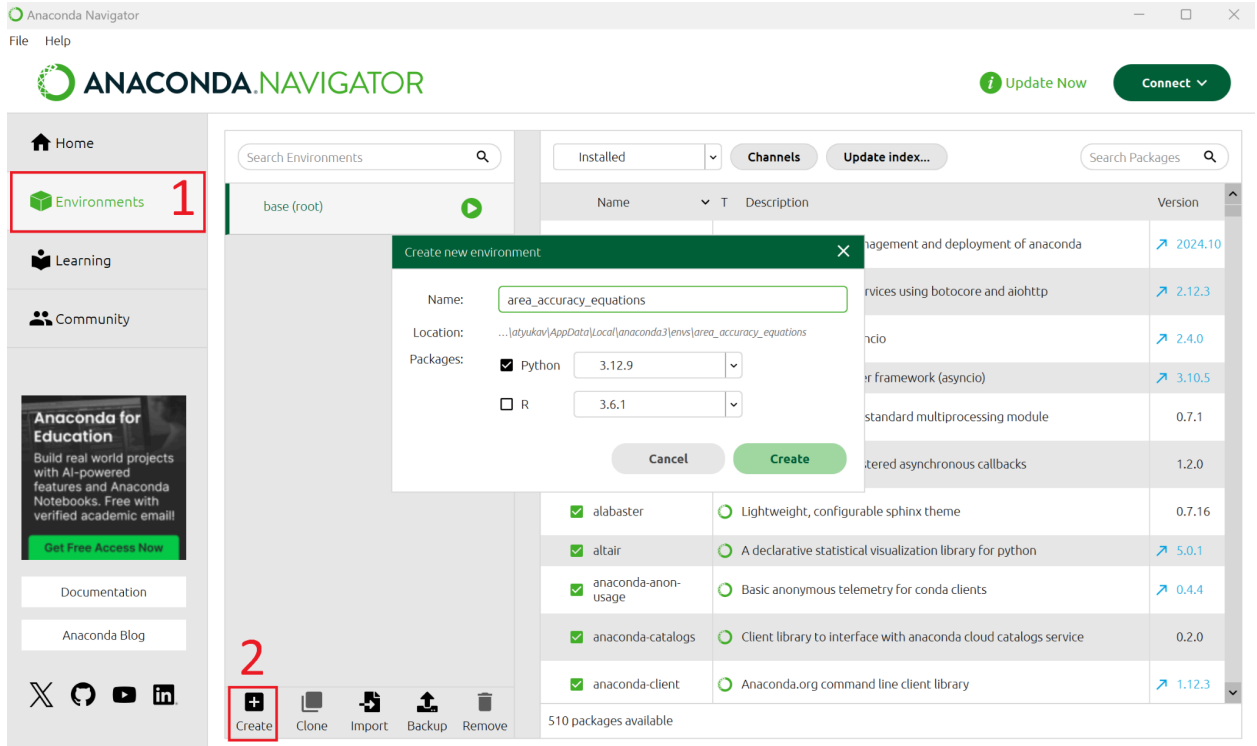 Anaconda Navigator
File Help
ANACONDA.NAVIGATOR
i Update Now
Connect
Home
Environments
1
Learning
Community
Anaconda for
Education
Build real world projects
with AI-powered
features and Anaconda
Notebooks. Free with
verified academic email!
Get Free Access Now
Documentation
Anaconda Blog
in
Search Environments
base (root)
2
Create Clone Import Backup Remove
Installed
Channels
Update index...
Search Packages
Name T Description Version
nagement and deployment of anaconda 2024.10
rvices using botocore and aiohttp 2.12.3
ncio 2.4.0
er framework (asyncio) 3.10.5
standard multiprocessing module 0.7.1
stered asynchronous callbacks 1.2.0
alabaster Lightweight, configurable sphinx theme 0.7.16
altair A declarative statistical visualization library for python 5.0.1
anaconda-anon-
usage Basic anonymous telemetry for conda clients 0.4.4
anaconda-catalogs Client library to interface with anaconda cloud catalogs service 0.2.0
anaconda-client Anaconda.org command line client library 1.12.3
510 packages available
Create new environment
Name: area_accuracy_equations
Location: ...\atyukav\AppData\Local\anaconda3\envs\area_accuracy_equations
Packages: Python 3.12.9
R 3.6.1
Cancel Create